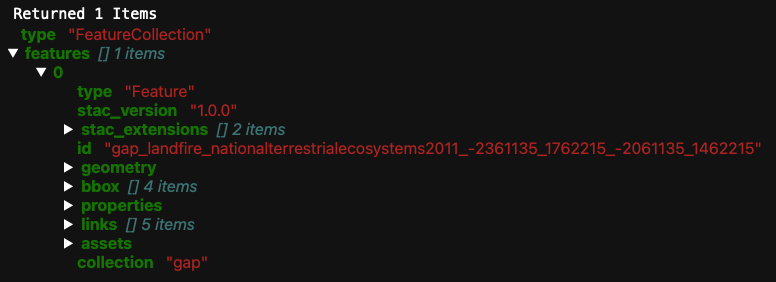 Returned 1 Items
type "FeatureCollection"
features [] 1 items
0
type "Feature"
stac_version "1.0.0"
stac_extensions [] 2 items
id "gap_landfire_nationalterrestrialecosystems2011_-2361135_1762215_-2061135_1462215"
geometry
bbox [] 4 items
properties
links [] 5 items
assets
collection "gap"